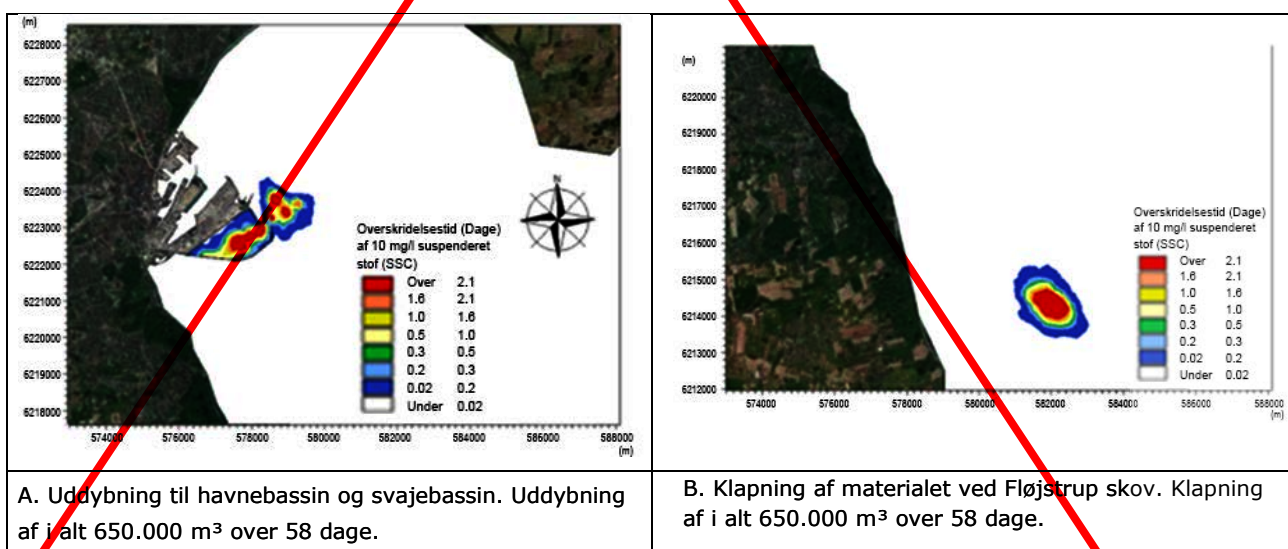 (m)
6228000
6227000
6226000
6225000
6224000
6223000
6222000
6221000
6220000
6219000
6218000
574000 576000 578000 580000 582000 584000 586000 588000
(m)
N
Overskridelsestid (Dage)
af 10 mg/l suspenderet
stof (SSC)
Over 2.1
1.6 2.1
1.0 1.6
0.5 1.0
0.3 0.5
0.2 0.3
0.02 0.2
Under 0.02
A. Uddybning til havnebassin og svajebassin. Uddybning
af i alt 650.000 m³ over 58 dage.
(m)
6220000
6219000
6218000
6217000
6216000
6215000
6214000
6213000
6212000
574000 576000 578000 580000 582000 584000 586000 588000
(m)
Overskridelsestid (Dage)
af 10 mg/l suspenderet
stof (SSC)
Over 2.1
1.6 2.1
1.0 1.6
0.5 1.0
0.3 0.5
0.2 0.3
0.02 0.2
Under 0.02
B. Klapning af materialet ved Fløjstrup skov. Klapning
af i alt 650.000 m³ over 58 dage.